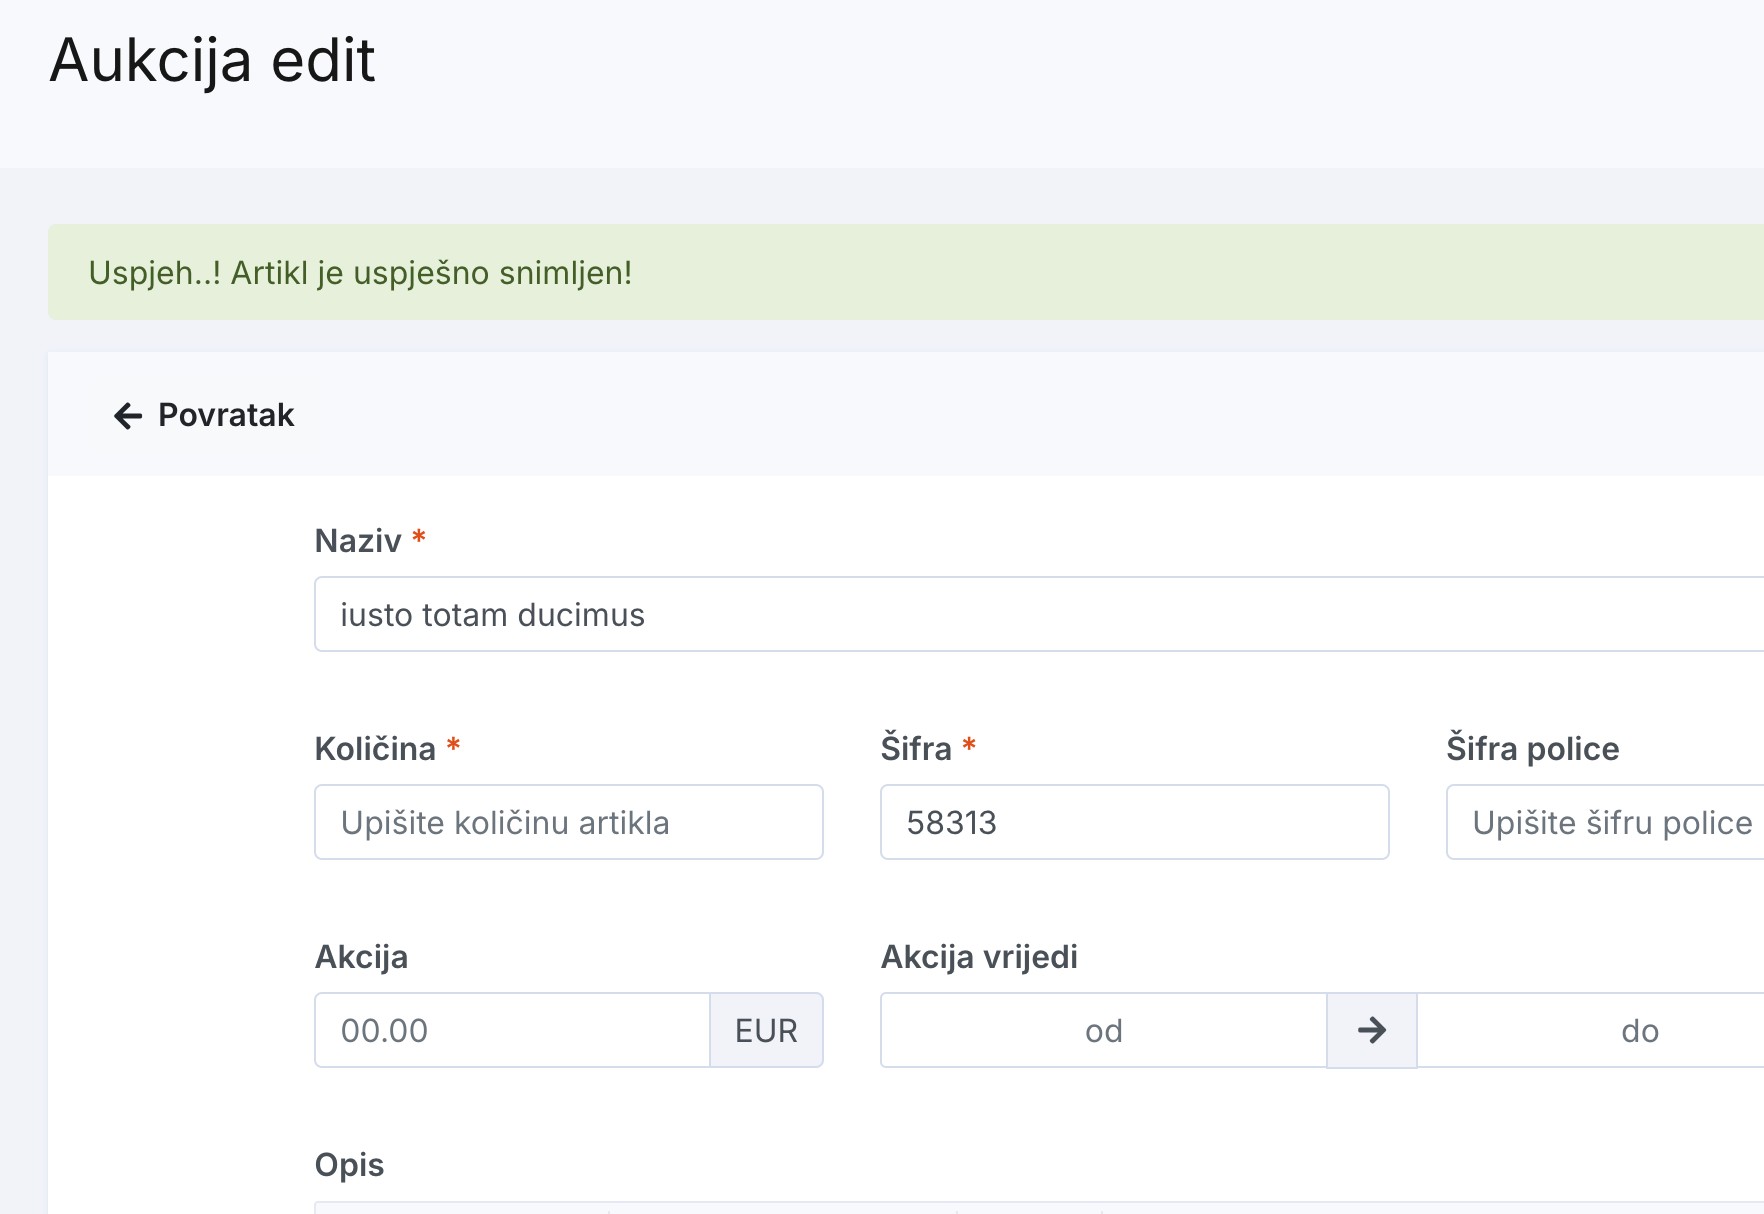 Aukcija edit
Uspjeh..! Artikl je uspješno snimljen!
Povratak
Naziv *
iusto totam ducimus
Količina * Šifra * Šifra police
Upišite količinu artikla 58313 Upišite šifru police
Akcija Akcija vrijedi
00.00 EUR od do
Opis